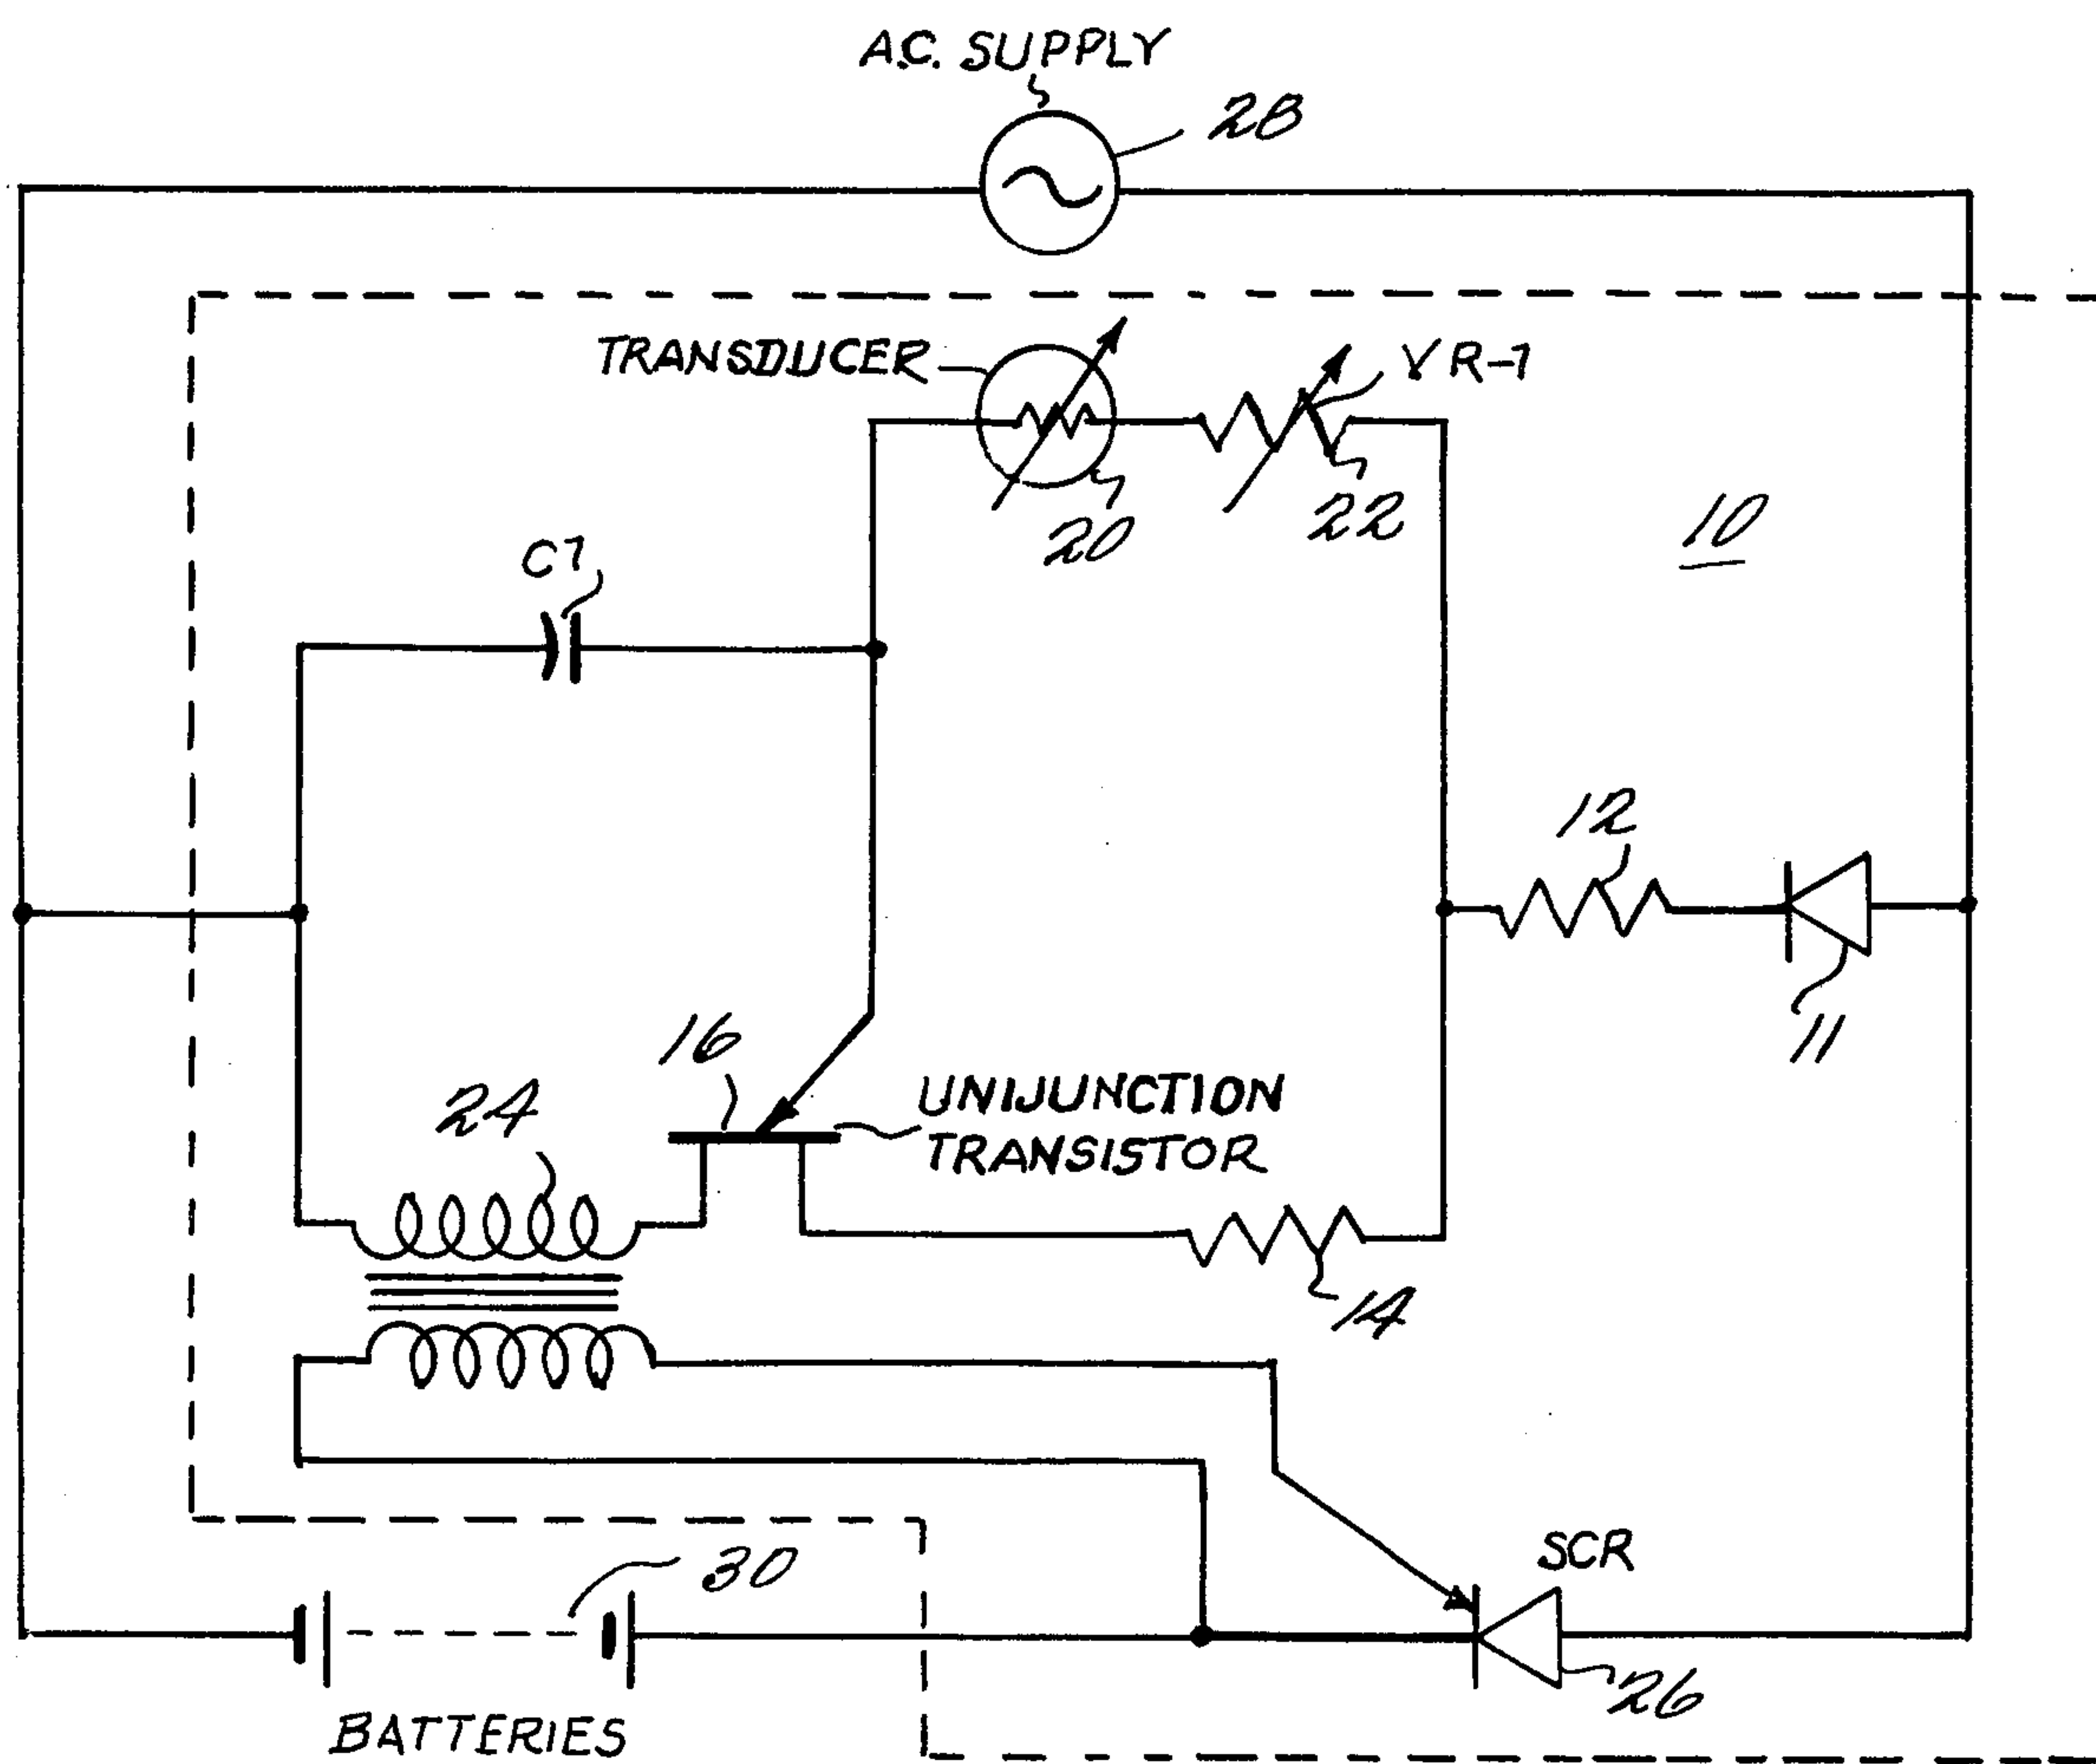 A.C. SUPPLY
28
TRANSDUCER
VR-1
20
22
10
C1
12
11
16
24
UNIJUNCTION
TRANSISTOR
14
30
SCR
26
BATTERIES